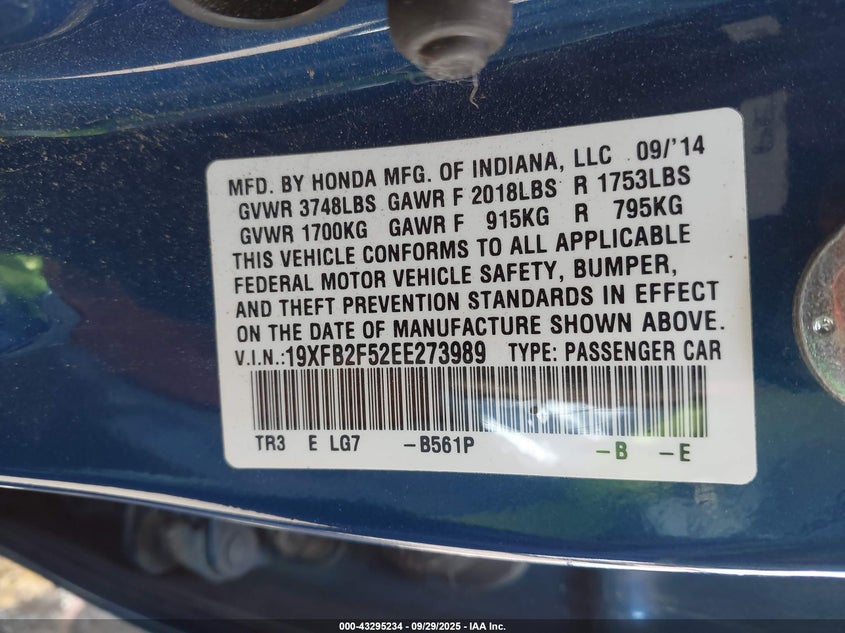 MFD. BY HONDA MFG. OF INDIANA, LLC 09/'14
GVWR 3748LBS GAWR F 2018LBS R 1753LBS
GVWR 1700KG GAWR F 915KG R 795KG
THIS VEHICLE CONFORMS TO ALL APPLICABLE
FEDERAL MOTOR VEHICLE SAFETY, BUMPER,
AND THEFT PREVENTION STANDARDS IN EFFECT
ON THE DATE OF MANUFACTURE SHOWN ABOVE.
V.I.N.:19XFB2F52EE273989 TYPE: PASSENGER CAR
TR3 E LG7 -B561P -B -E
000-43295234 | 09/29/2025 - IAA Inc.